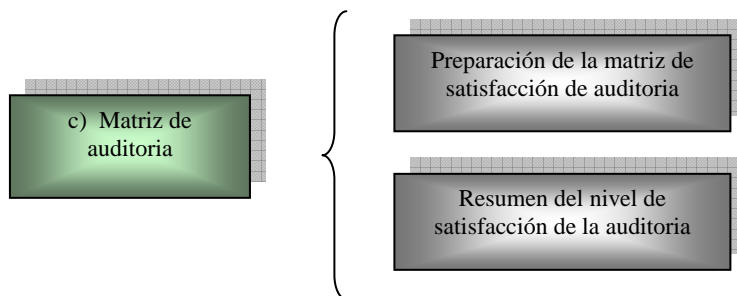 c) Matriz de
auditoria
Preparación de la matriz de
satisfacción de auditoria
Resumen del nivel de
satisfacción de la auditoria